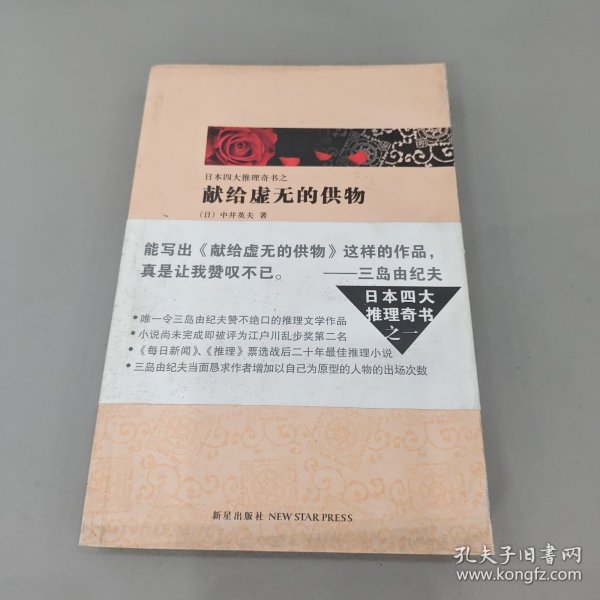 日本四大推理奇书之
献给虚无的供物
（日）中井英夫 著
能写出《献给虚无的供物》这样的作品，
真是让我赞叹不已。 ——三岛由纪夫
日本四大
推理奇书
之一
•唯一令三岛由纪夫赞不绝口的推理文学作品
•小说尚未完成即被评为江户川乱步奖第二名
•《每日新闻》、《推理》票选战后二十年最佳推理小说
•三岛由纪夫当面恳求作者增加以自己为原型的人物的出场次数
新星出版社 NEW STAR PRESS
孔夫子旧书网
www.kongfz.com